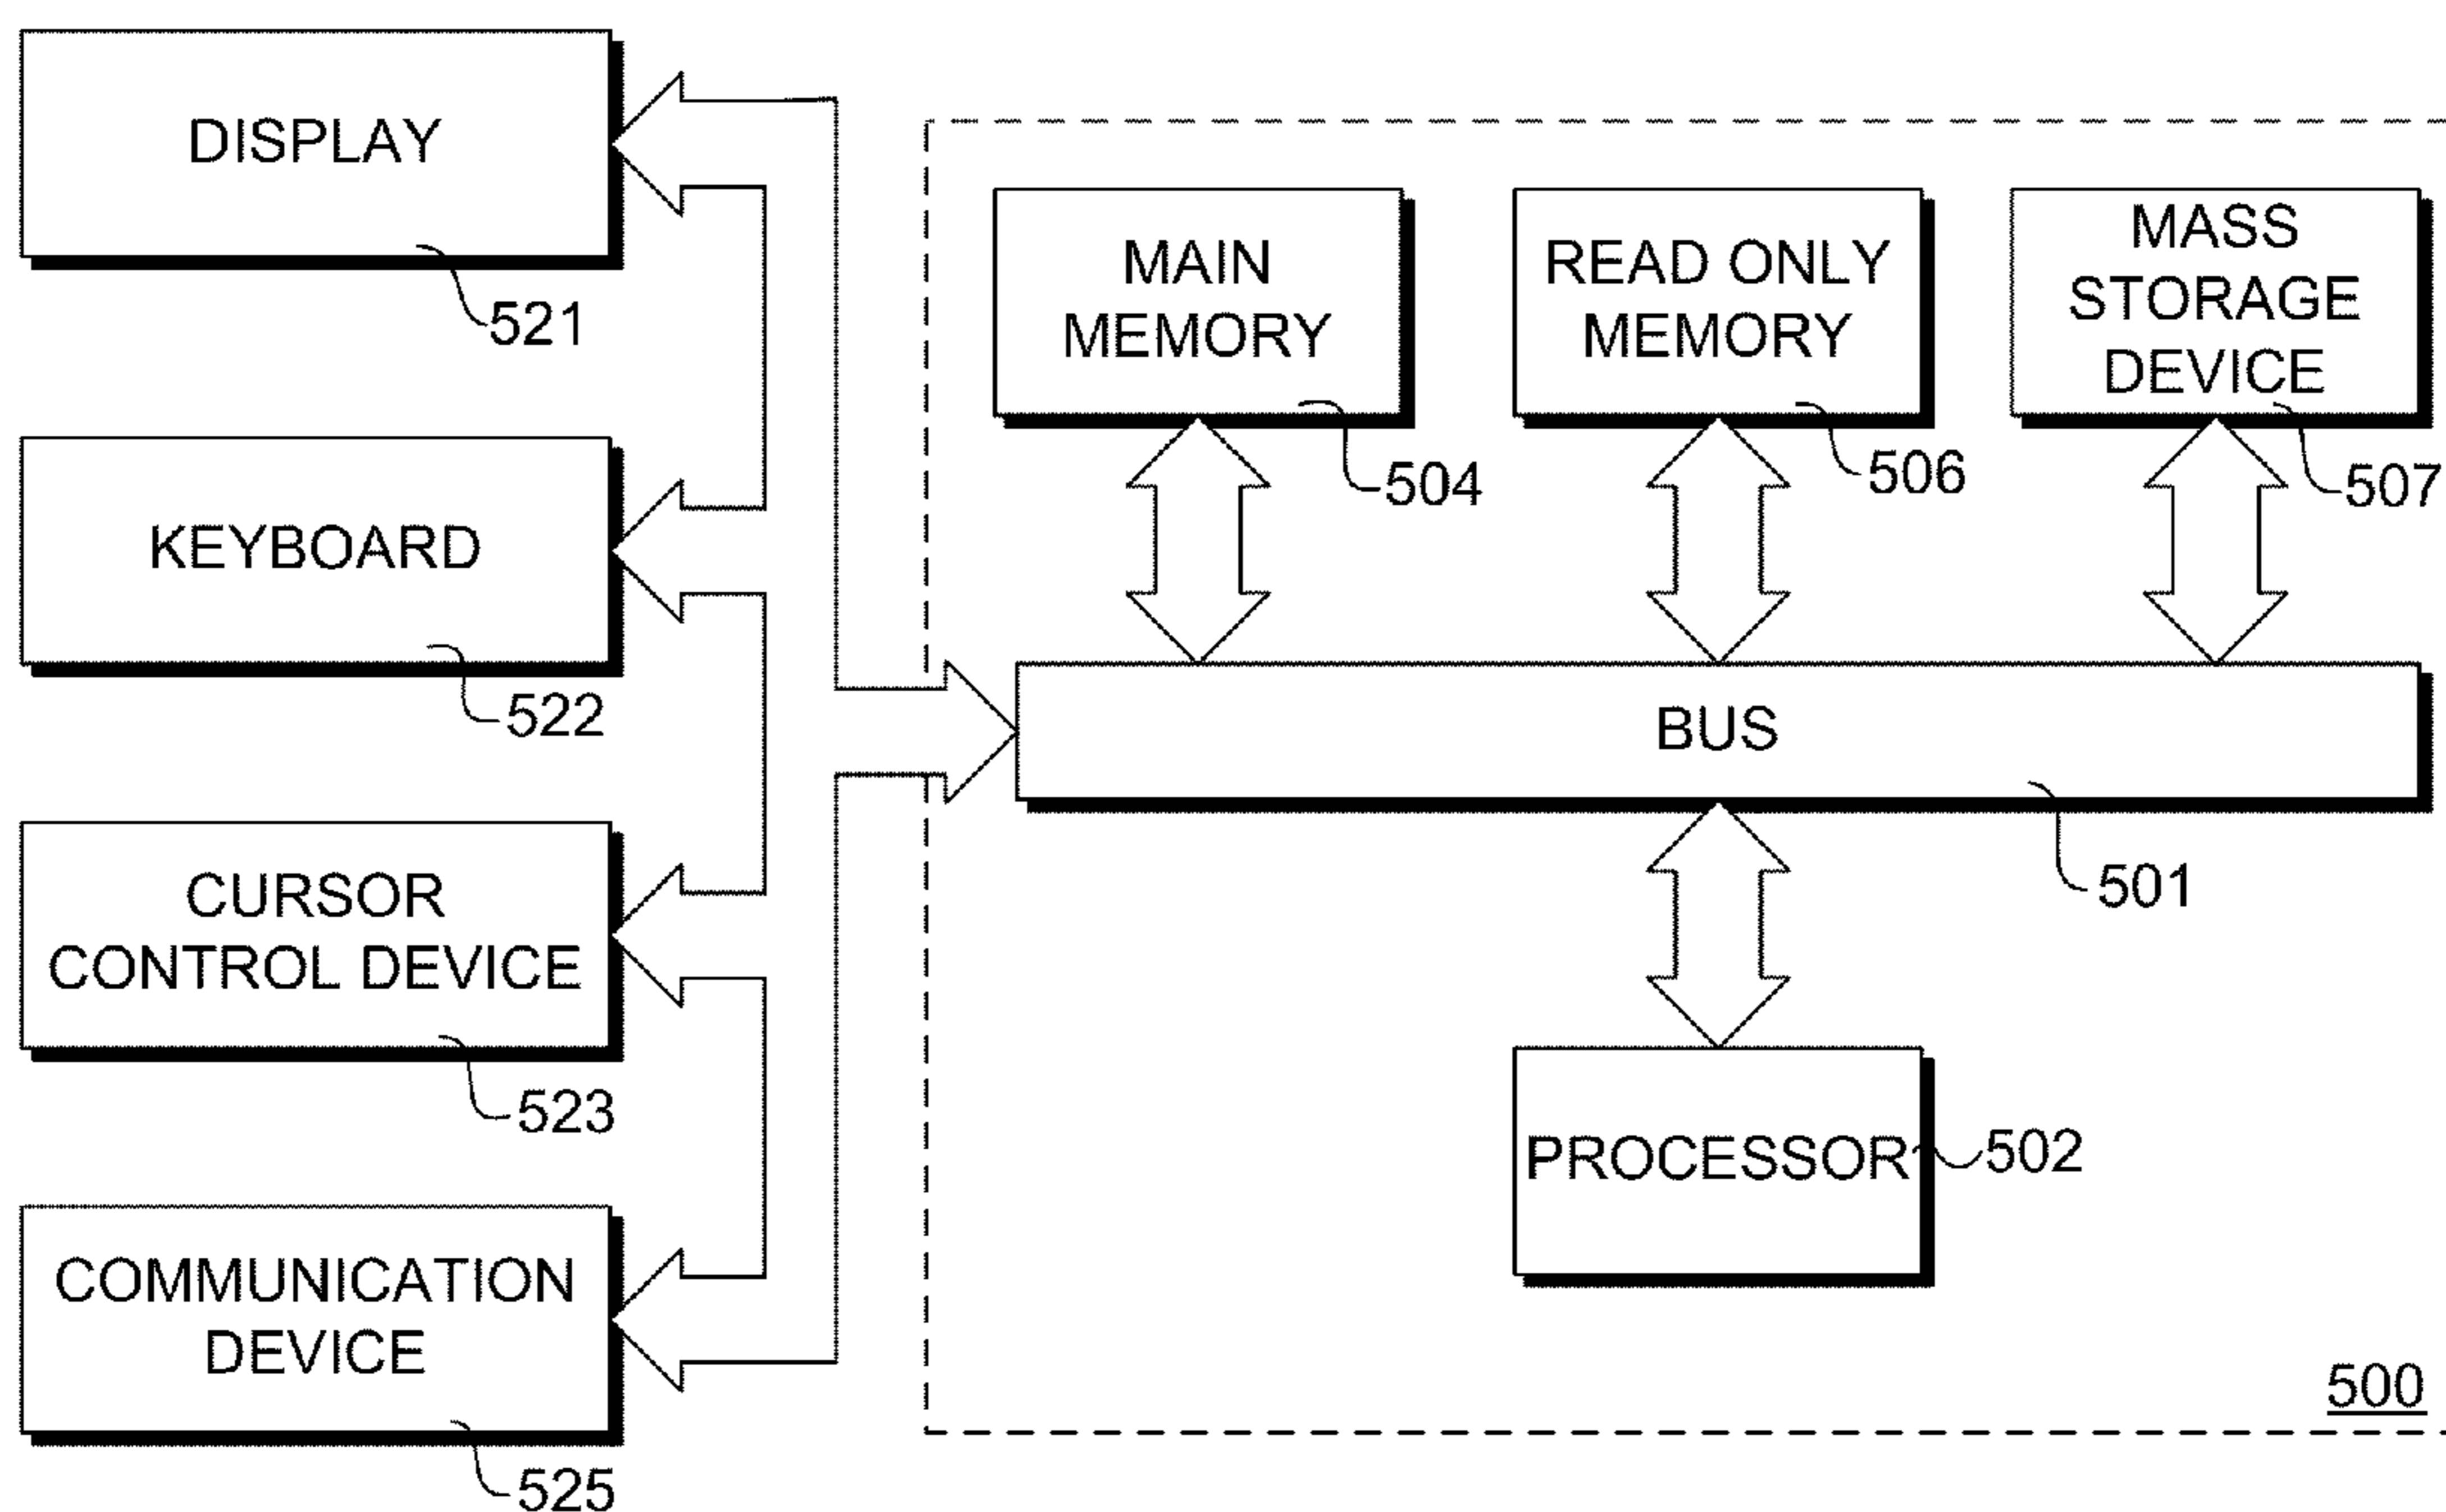 DISPLAY
521
KEYBOARD
522
CURSOR
CONTROL DEVICE
523
COMMUNICATION
DEVICE
525
MAIN
MEMORY
504
READ ONLY
MEMORY
506
MASS
STORAGE
DEVICE
507
BUS
501
PROCESSOR
502
500